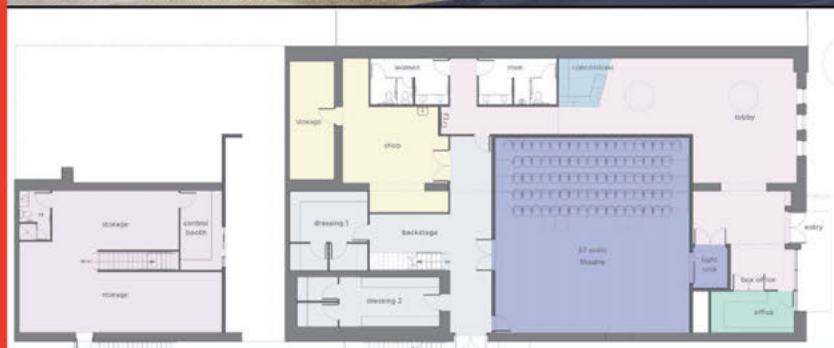 women
men
concessions
storage
shop
lobby
storage
control
booth
dressing 1
backstage
57 seats
theatre
entry
light
lock
box office
storage
dressing 2
office